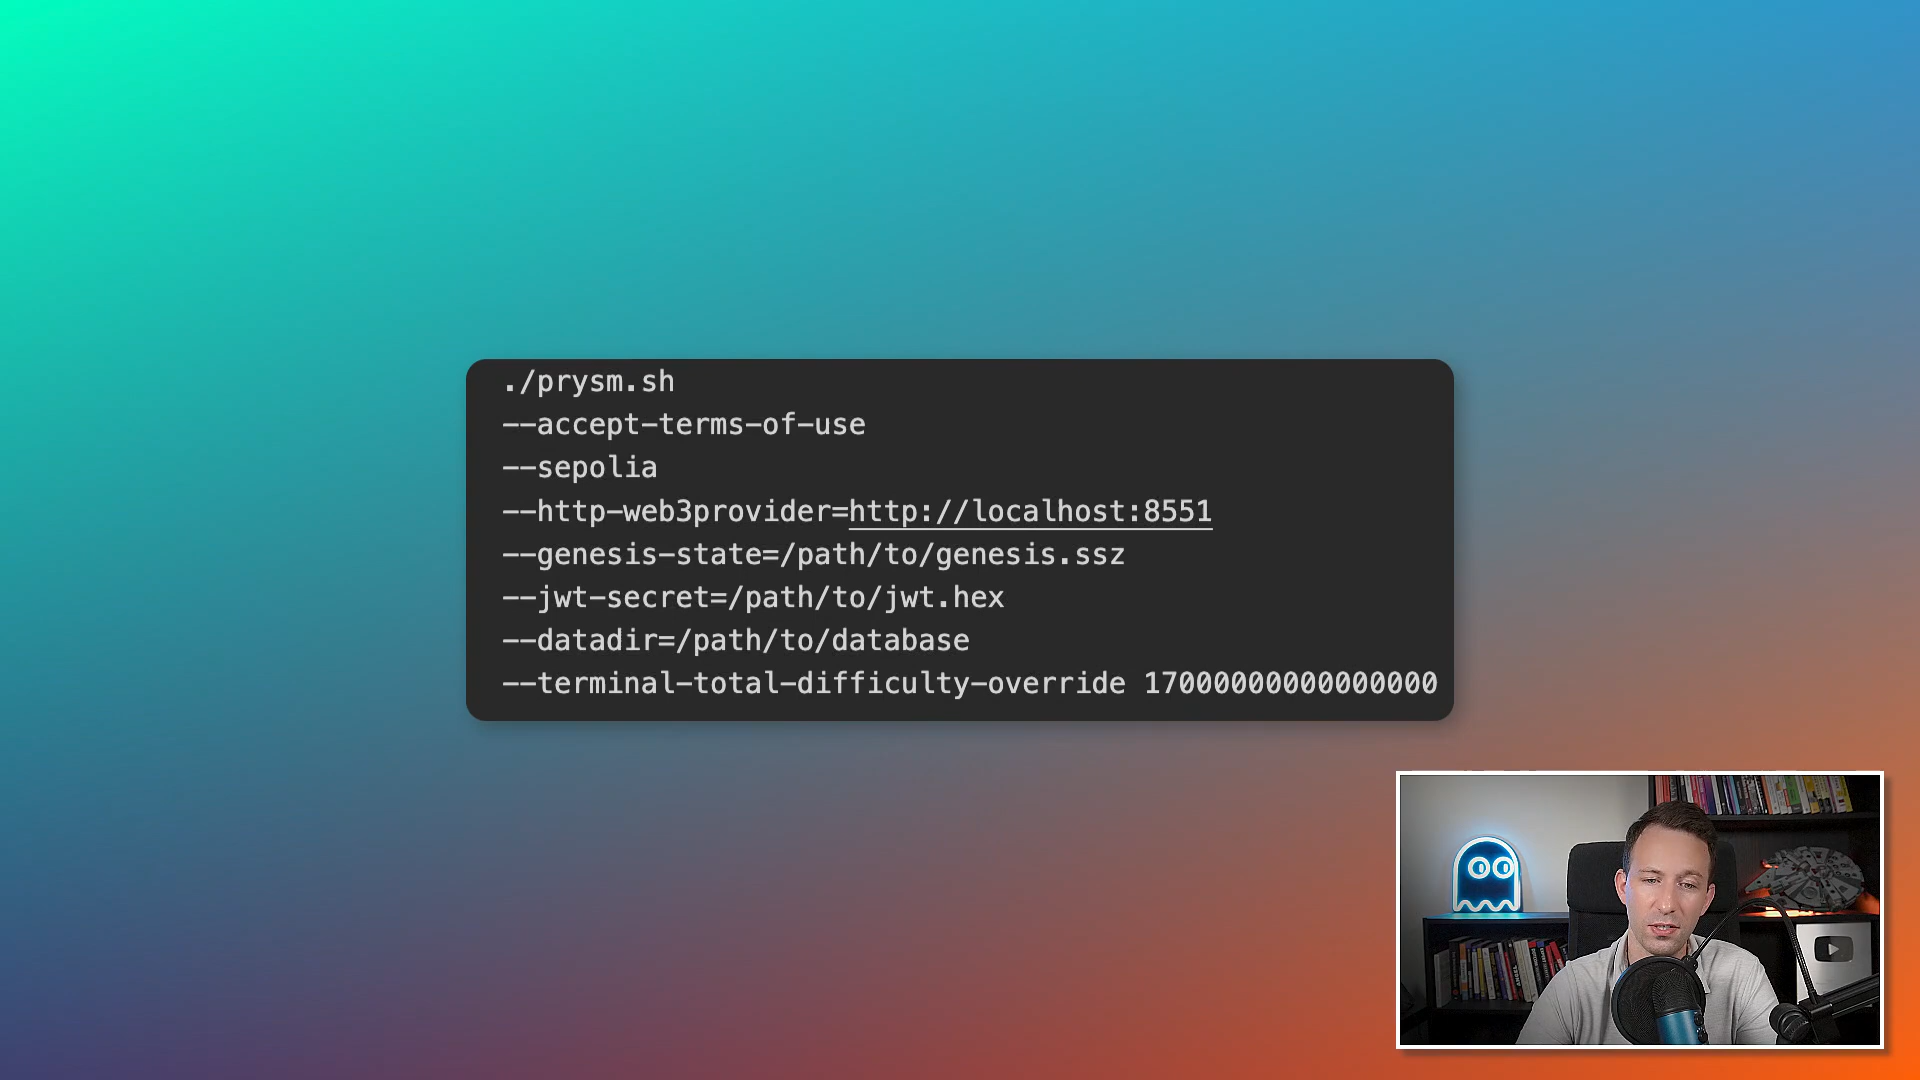 ./prysm.sh
--accept-terms-of-use
--sepolia
--http-web3provider=http://localhost:8551
--genesis-state=/path/to/genesis.ssz
--jwt-secret=/path/to/jwt.hex
--datadir=/path/to/database
--terminal-total-difficulty-override 17000000000000000